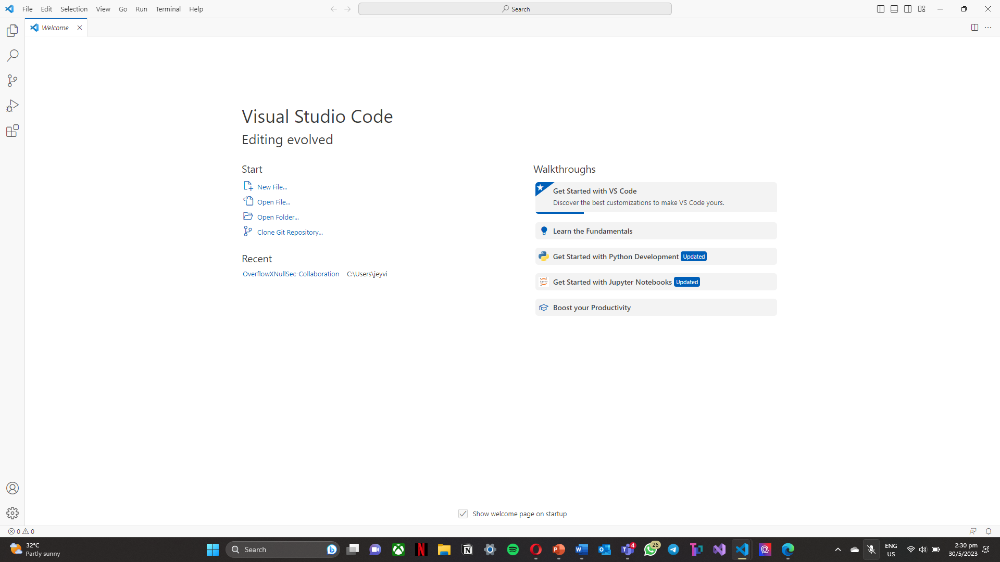 File Edit Selection View Go Run Terminal Help
Search
Welcome
Visual Studio Code
Editing evolved
Start
New File...
Open File...
Open Folder...
Clone Git Repository...
Recent
OverflowXNullSec-Collaboration C:\Users\jeyvi
Walkthroughs
Get Started with VS Code
Discover the best customizations to make VS Code yours.
Learn the Fundamentals
Get Started with Python Development Updated
Get Started with Jupyter Notebooks Updated
Boost your Productivity
Show welcome page on startup
0 0
32°C
Partly sunny
Search
4
26
ENG
US
2:30 pm
30/5/2023